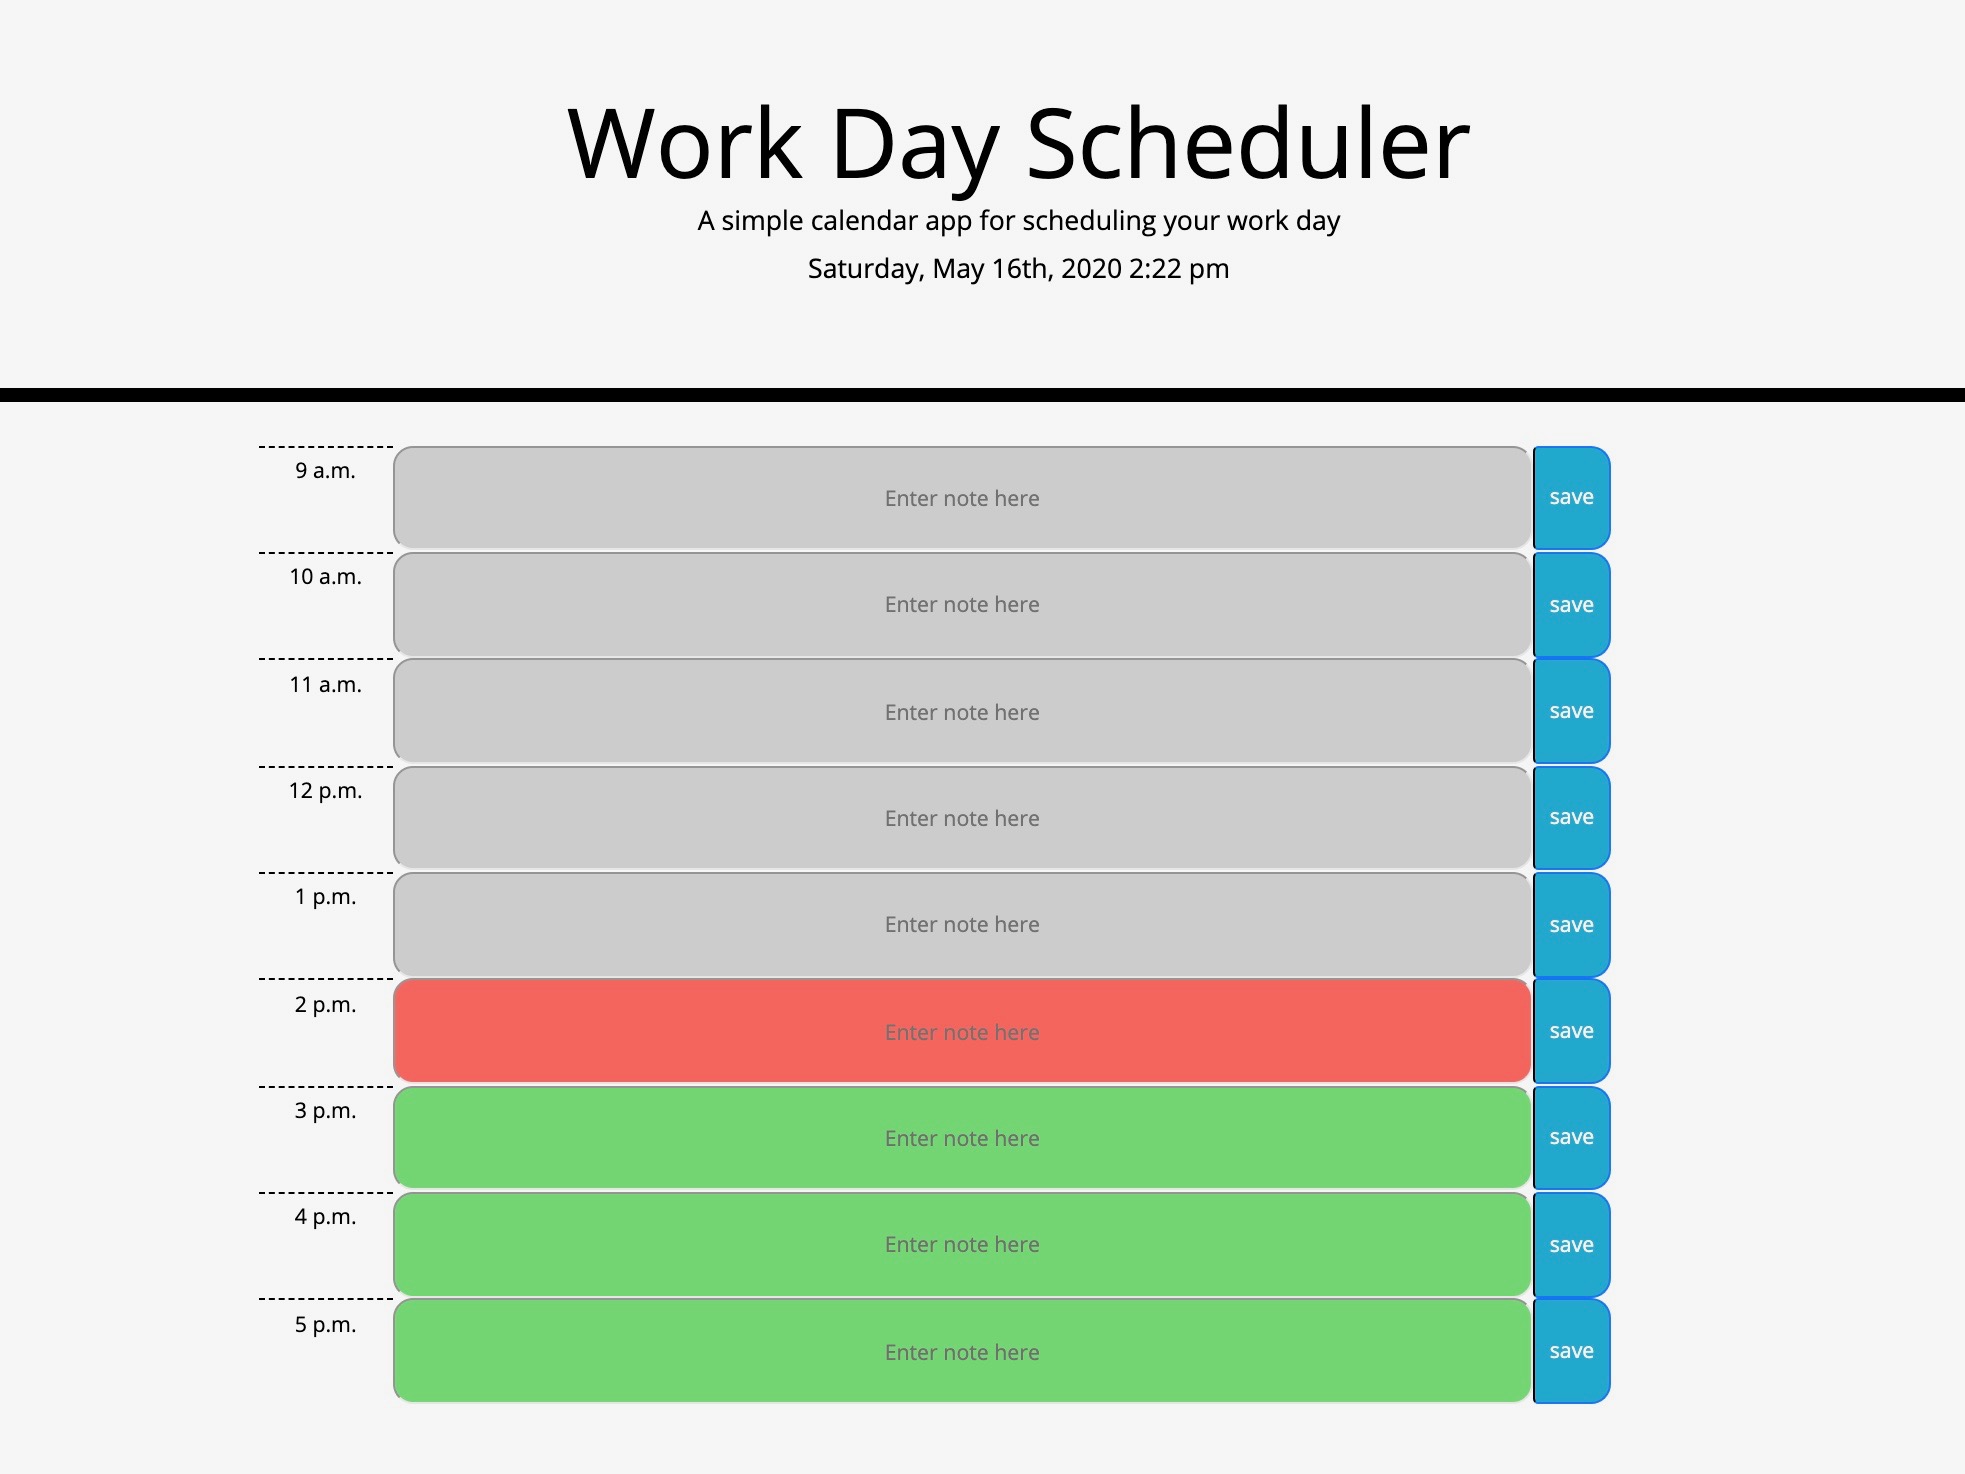 Work Day Scheduler
A simple calendar app for scheduling your work day
Saturday, May 16th, 2020 2:22 pm
9 a.m. Enter note here save
10 a.m. Enter note here save
11 a.m. Enter note here save
12 p.m. Enter note here save
1 p.m. Enter note here save
2 p.m. Enter note here save
3 p.m. Enter note here save
4 p.m. Enter note here save
5 p.m. Enter note here save